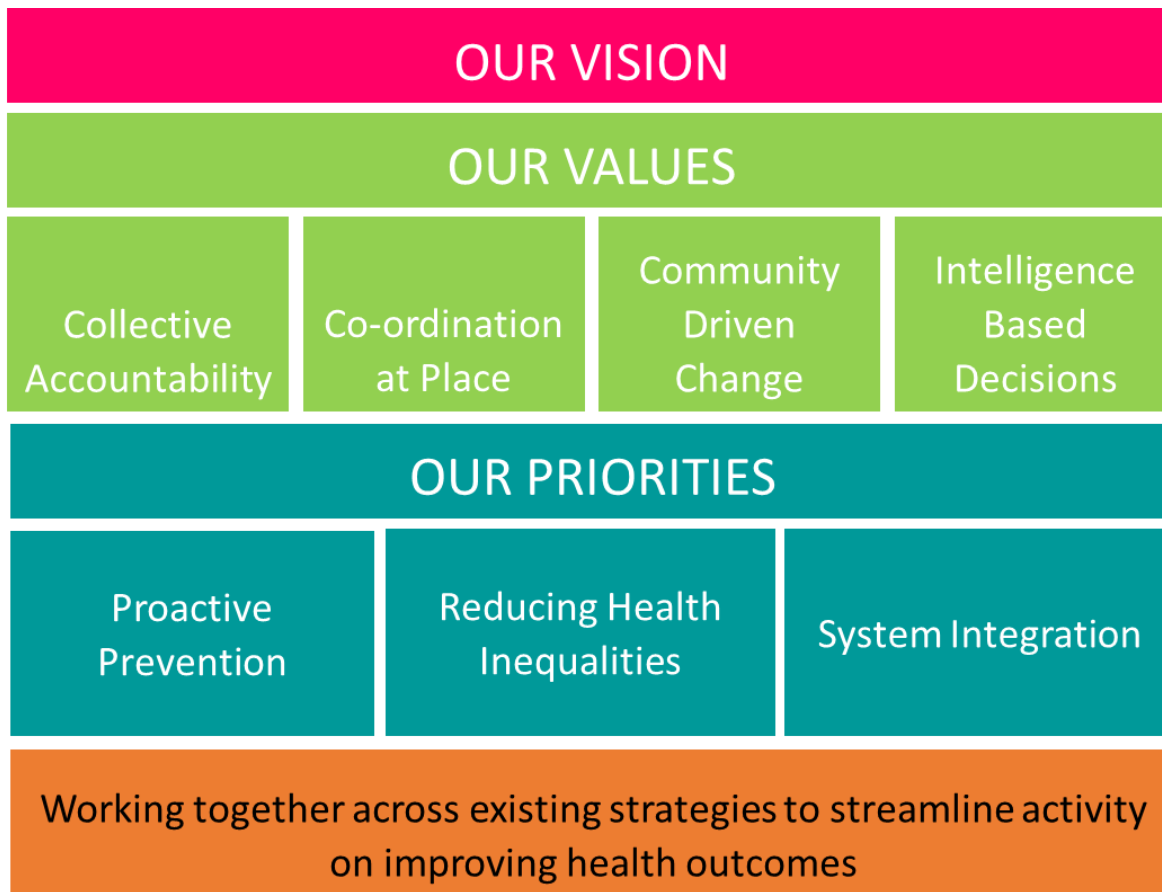 OUR VISION
OUR VALUES
Collective
Accountability
Co-ordination
at Place
Community
Driven
Change
Intelligence
Based
Decisions
OUR PRIORITIES
Proactive
Prevention
Reducing Health
Inequalities
System Integration
Working together across existing strategies to streamline activity
on improving health outcomes